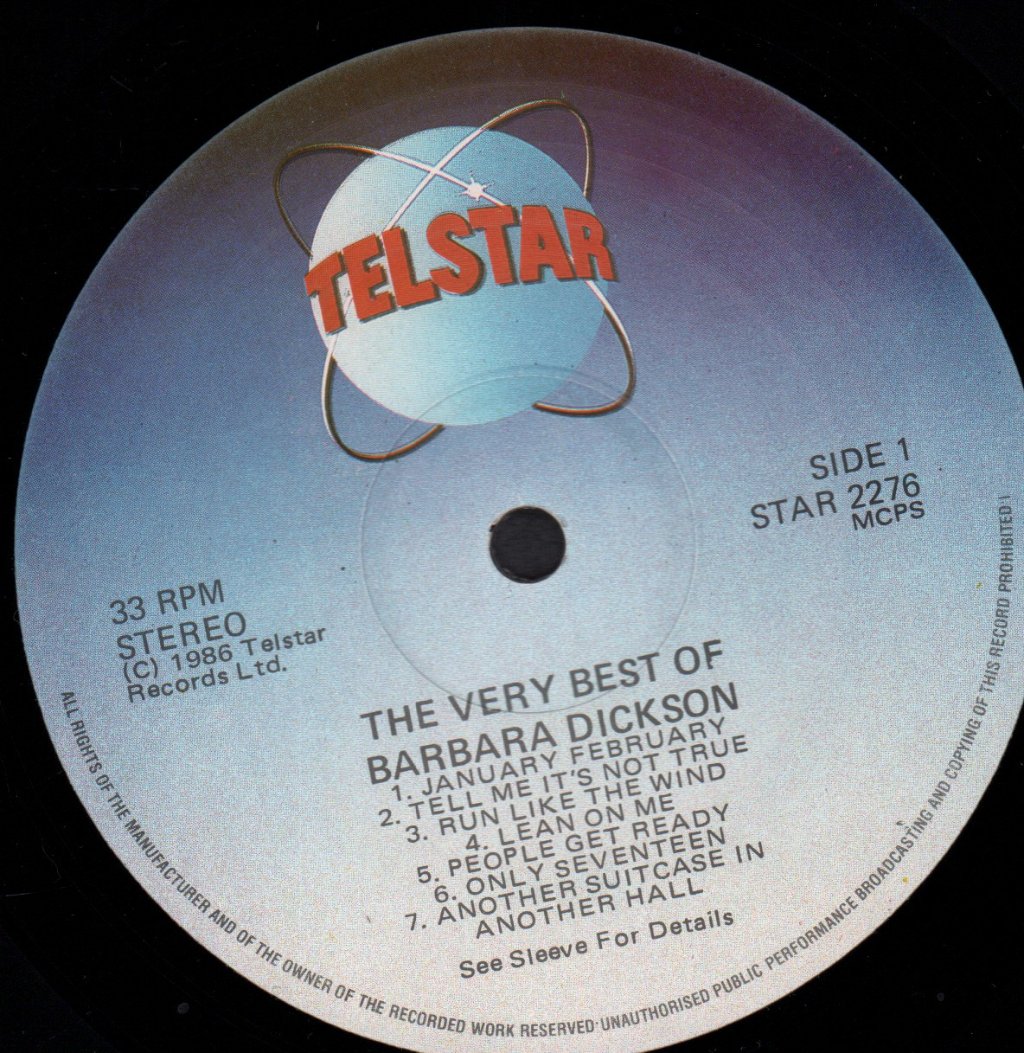 TELSTAR
SIDE 1
STAR 2276
MCPS
33 RPM
STEREO
(C) 1986 Telstar
Records Ltd.
THE VERY BEST OF
BARBARA DICKSON
1. JANUARY FEBRUARY
2. TELL ME IT'S NOT TRUE
3. RUN LIKE THE WIND
4. LEAN ON ME
5. PEOPLE GET READY
6. ONLY SEVENTEEN
7. ANOTHER SUITCASE IN
ANOTHER HALL
See Sleeve For Details
ALL RIGHTS OF THE MANUFACTURER AND OF THE OWNER OF THE RECORDED WORK RESERVED·UNAUTHORISED PUBLIC PERFORMANCE BROADCASTING AND COPYING OF THIS RECORD PROHIBITED·